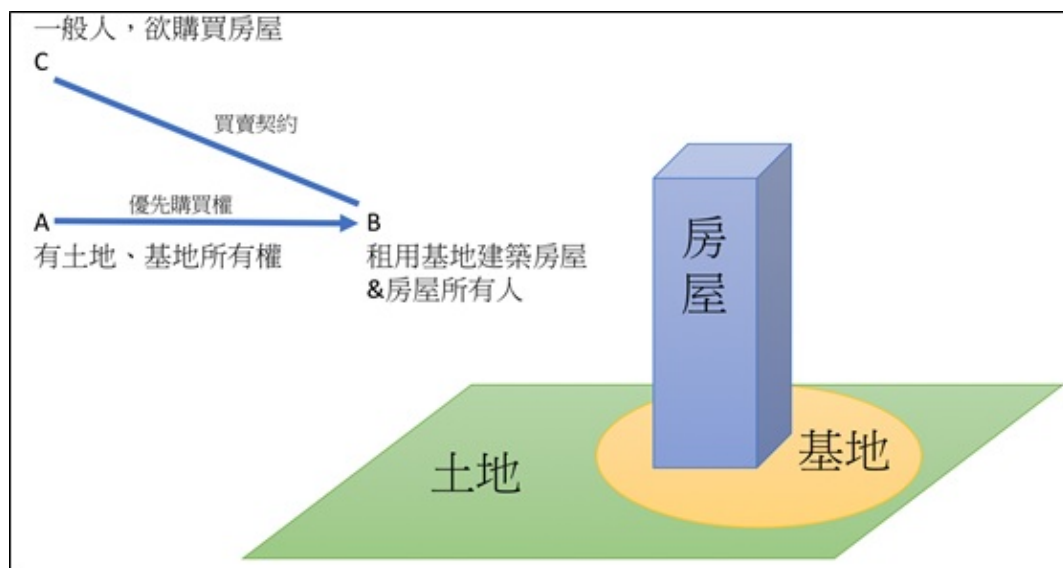 一般人，欲購買房屋
C
買賣契約
優先購買權
A
B
有土地、基地所有權
租用基地建築房屋
&房屋所有人
房屋
土地
基地